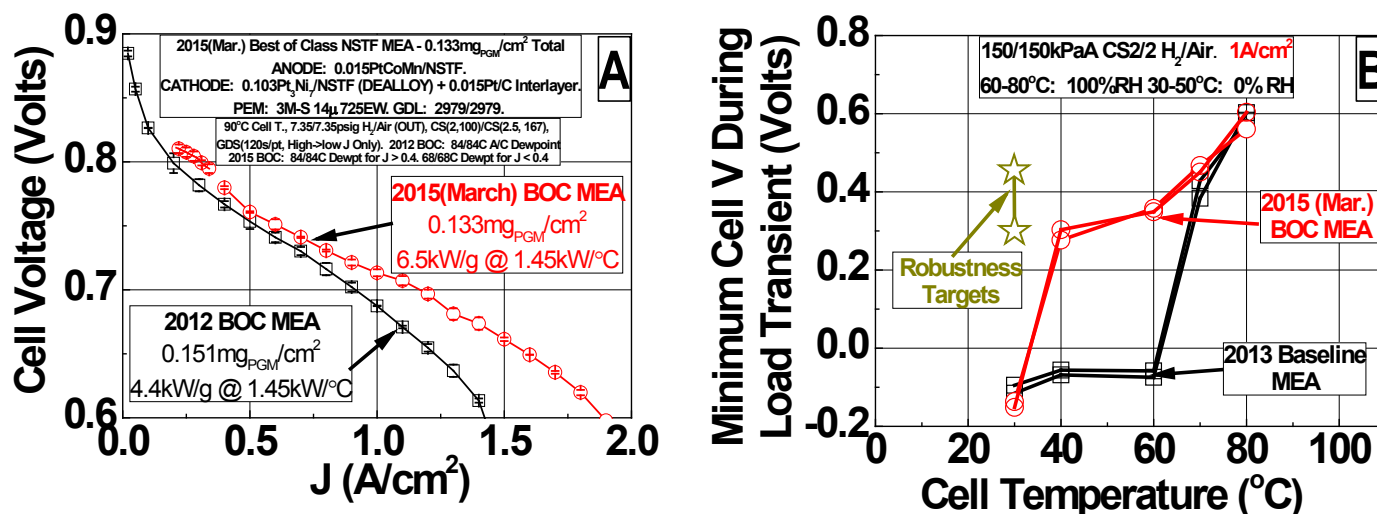 0.9
0.8
0.7
0.6
0.0
0.5
1.0
1.5
2.0
Cell Voltage (Volts)
J (A/cm²)
A
2015(Mar.) Best of Class NSTF MEA - 0.133mg_PGM/cm² Total
ANODE: 0.015PtCoMn/NSTF.
CATHODE: 0.103Pt₃Ni₇/NSTF (DEALLOY) + 0.015Pt/C Interlayer.
PEM: 3M-S 14μ 725EW. GDL: 2979/2979.
90°C Cell T., 7.35/7.35psig H₂/Air (OUT), CS(2,100)/CS(2.5, 167),
GDS(120s/pt, High->low J Only). 2012 BOC: 84/84C A/C Dewpoint
2015 BOC: 84/84C Dewpt for J > 0.4. 68/68C Dewpt for J < 0.4
2015(March) BOC MEA
0.133mg_PGM/cm²
6.5kW/g @ 1.45kW/°C
2012 BOC MEA
0.151mg_PGM/cm²
4.4kW/g @ 1.45kW/°C
Minimum Cell V During
Load Transient (Volts)
0.8
0.6
0.4
0.2
0.0
-0.2
0
20
40
60
80
100
Cell Temperature (°C)
B
150/150kPaA CS2/2 H₂/Air. 1A/cm²
60-80°C: 100%RH 30-50°C: 0% RH
Robustness
Targets
2015 (Mar.)
BOC MEA
2013 Baseline
MEA